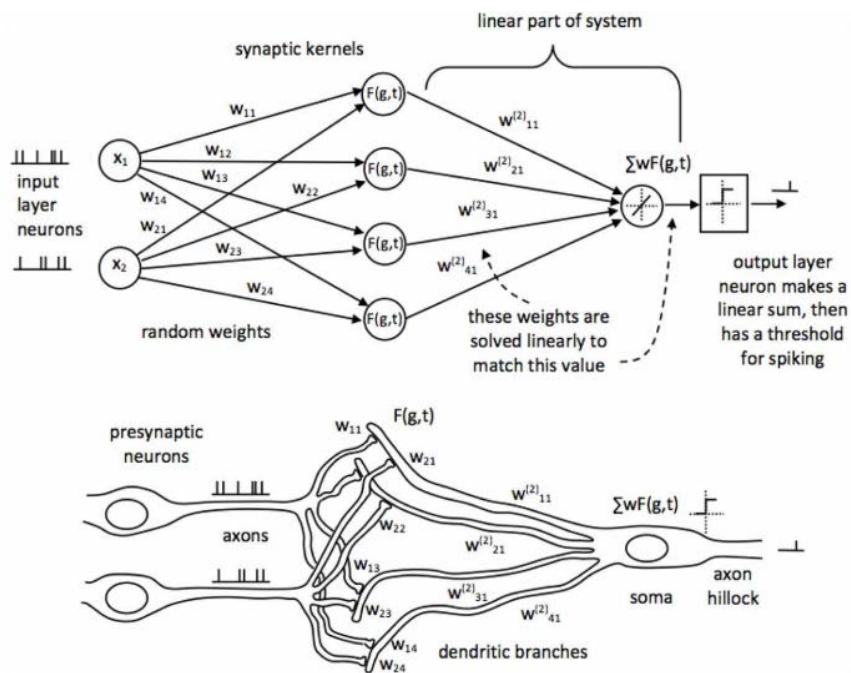 linear part of system
synaptic kernels
F(g,t)
w₁₁
w⁽²⁾₁₁
∑wF(g,t)
X₁
w₁₂
F(g,t)
w⁽²⁾₂₁
w₁₃
input
layer
neurons
w₁₄
w₂₂
w₂₁
w⁽²⁾₃₁
F(g,t)
w₂₃
X₂
w⁽²⁾₄₁
w₂₄
F(g,t)
random weights
these weights are
solved linearly to
match this value
output layer
neuron makes a
linear sum, then
has a threshold
for spiking
F(g,t)
presynaptic
neurons
w₁₁
w₂₁
w⁽²⁾₁₁
∑wF(g,t)
axons
w₂₂
w⁽²⁾₂₁
w₁₃
w₂₃
w⁽²⁾₃₁
w⁽²⁾₄₁
soma
axon
hillock
w₁₄
w₂₄
dendritic branches